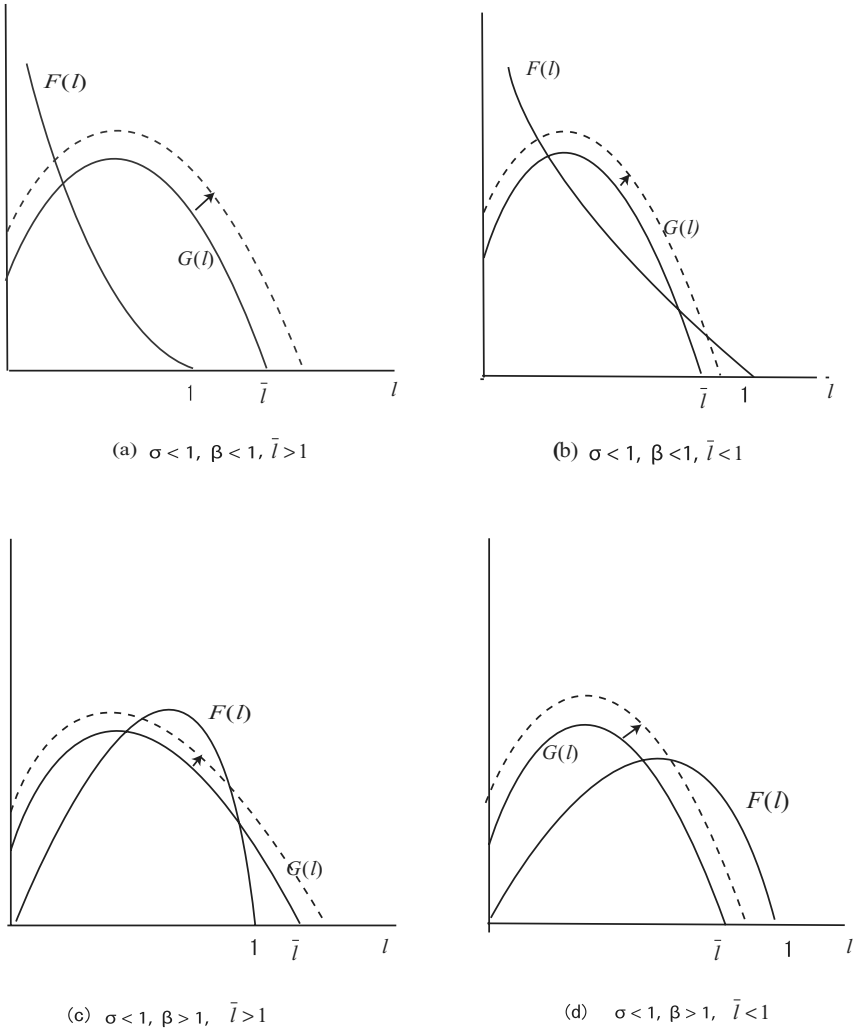 F(l)
G(l)
1 l̄ l
(a) σ < 1, β < 1, l̄ > 1
F(l)
G(l)
l̄ 1 l
(b) σ < 1, β < 1, l̄ < 1
F(l)
G(l)
1 l̄ l
(c) σ < 1, β > 1, l̄ > 1
G(l)
F(l)
l̄ 1 l
(d) σ < 1, β > 1, l̄ < 1